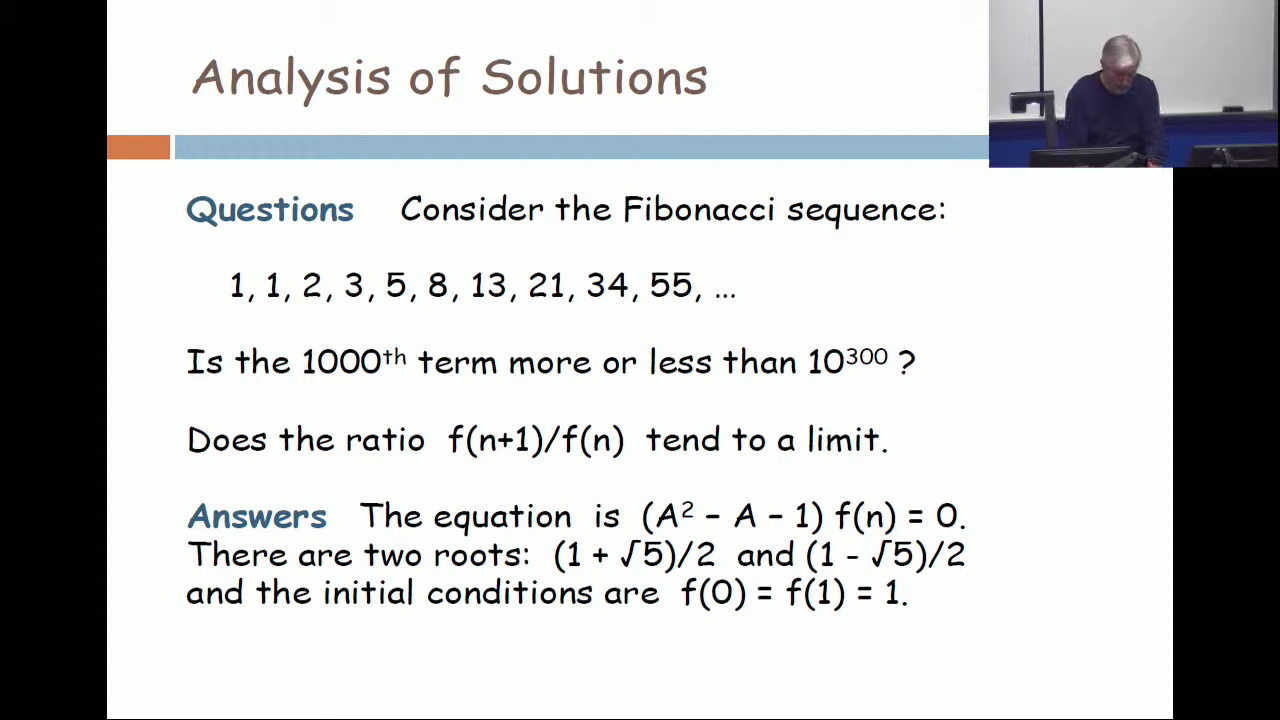 Analysis of Solutions
Questions Consider the Fibonacci sequence:
1, 1, 2, 3, 5, 8, 13, 21, 34, 55, ...
Is the 1000ᵗʰ term more or less than 10³⁰⁰ ?
Does the ratio f(n+1)/f(n) tend to a limit.
Answers The equation is (A² – A – 1) f(n) = 0.
There are two roots: (1 + √5)/2 and (1 - √5)/2
and the initial conditions are f(0) = f(1) = 1.